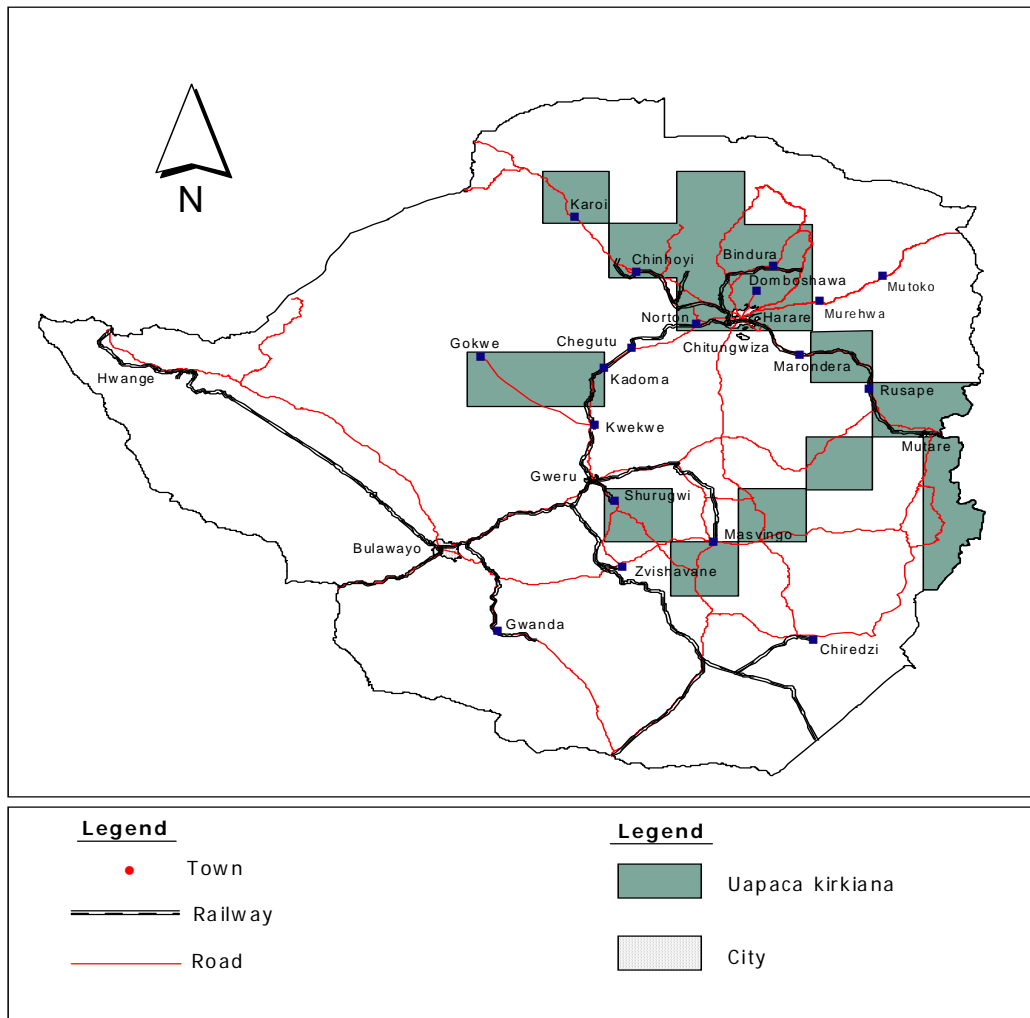 N
Karoi
Chinhoyi
Bindura
Domboshawa
Mutoko
Murehwa
Norton
Harare
Chegutu
Chitungwiza
Gokwe
Marondera
Kadoma
Hwange
Rusape
Kwekwe
Mutare
Gweru
Shurugwi
Masvingo
Bulawayo
Zvishavane
Gwanda
Chiredzi
Legend
Town
Railway
Road
Legend
Uapaca kirkiana
City